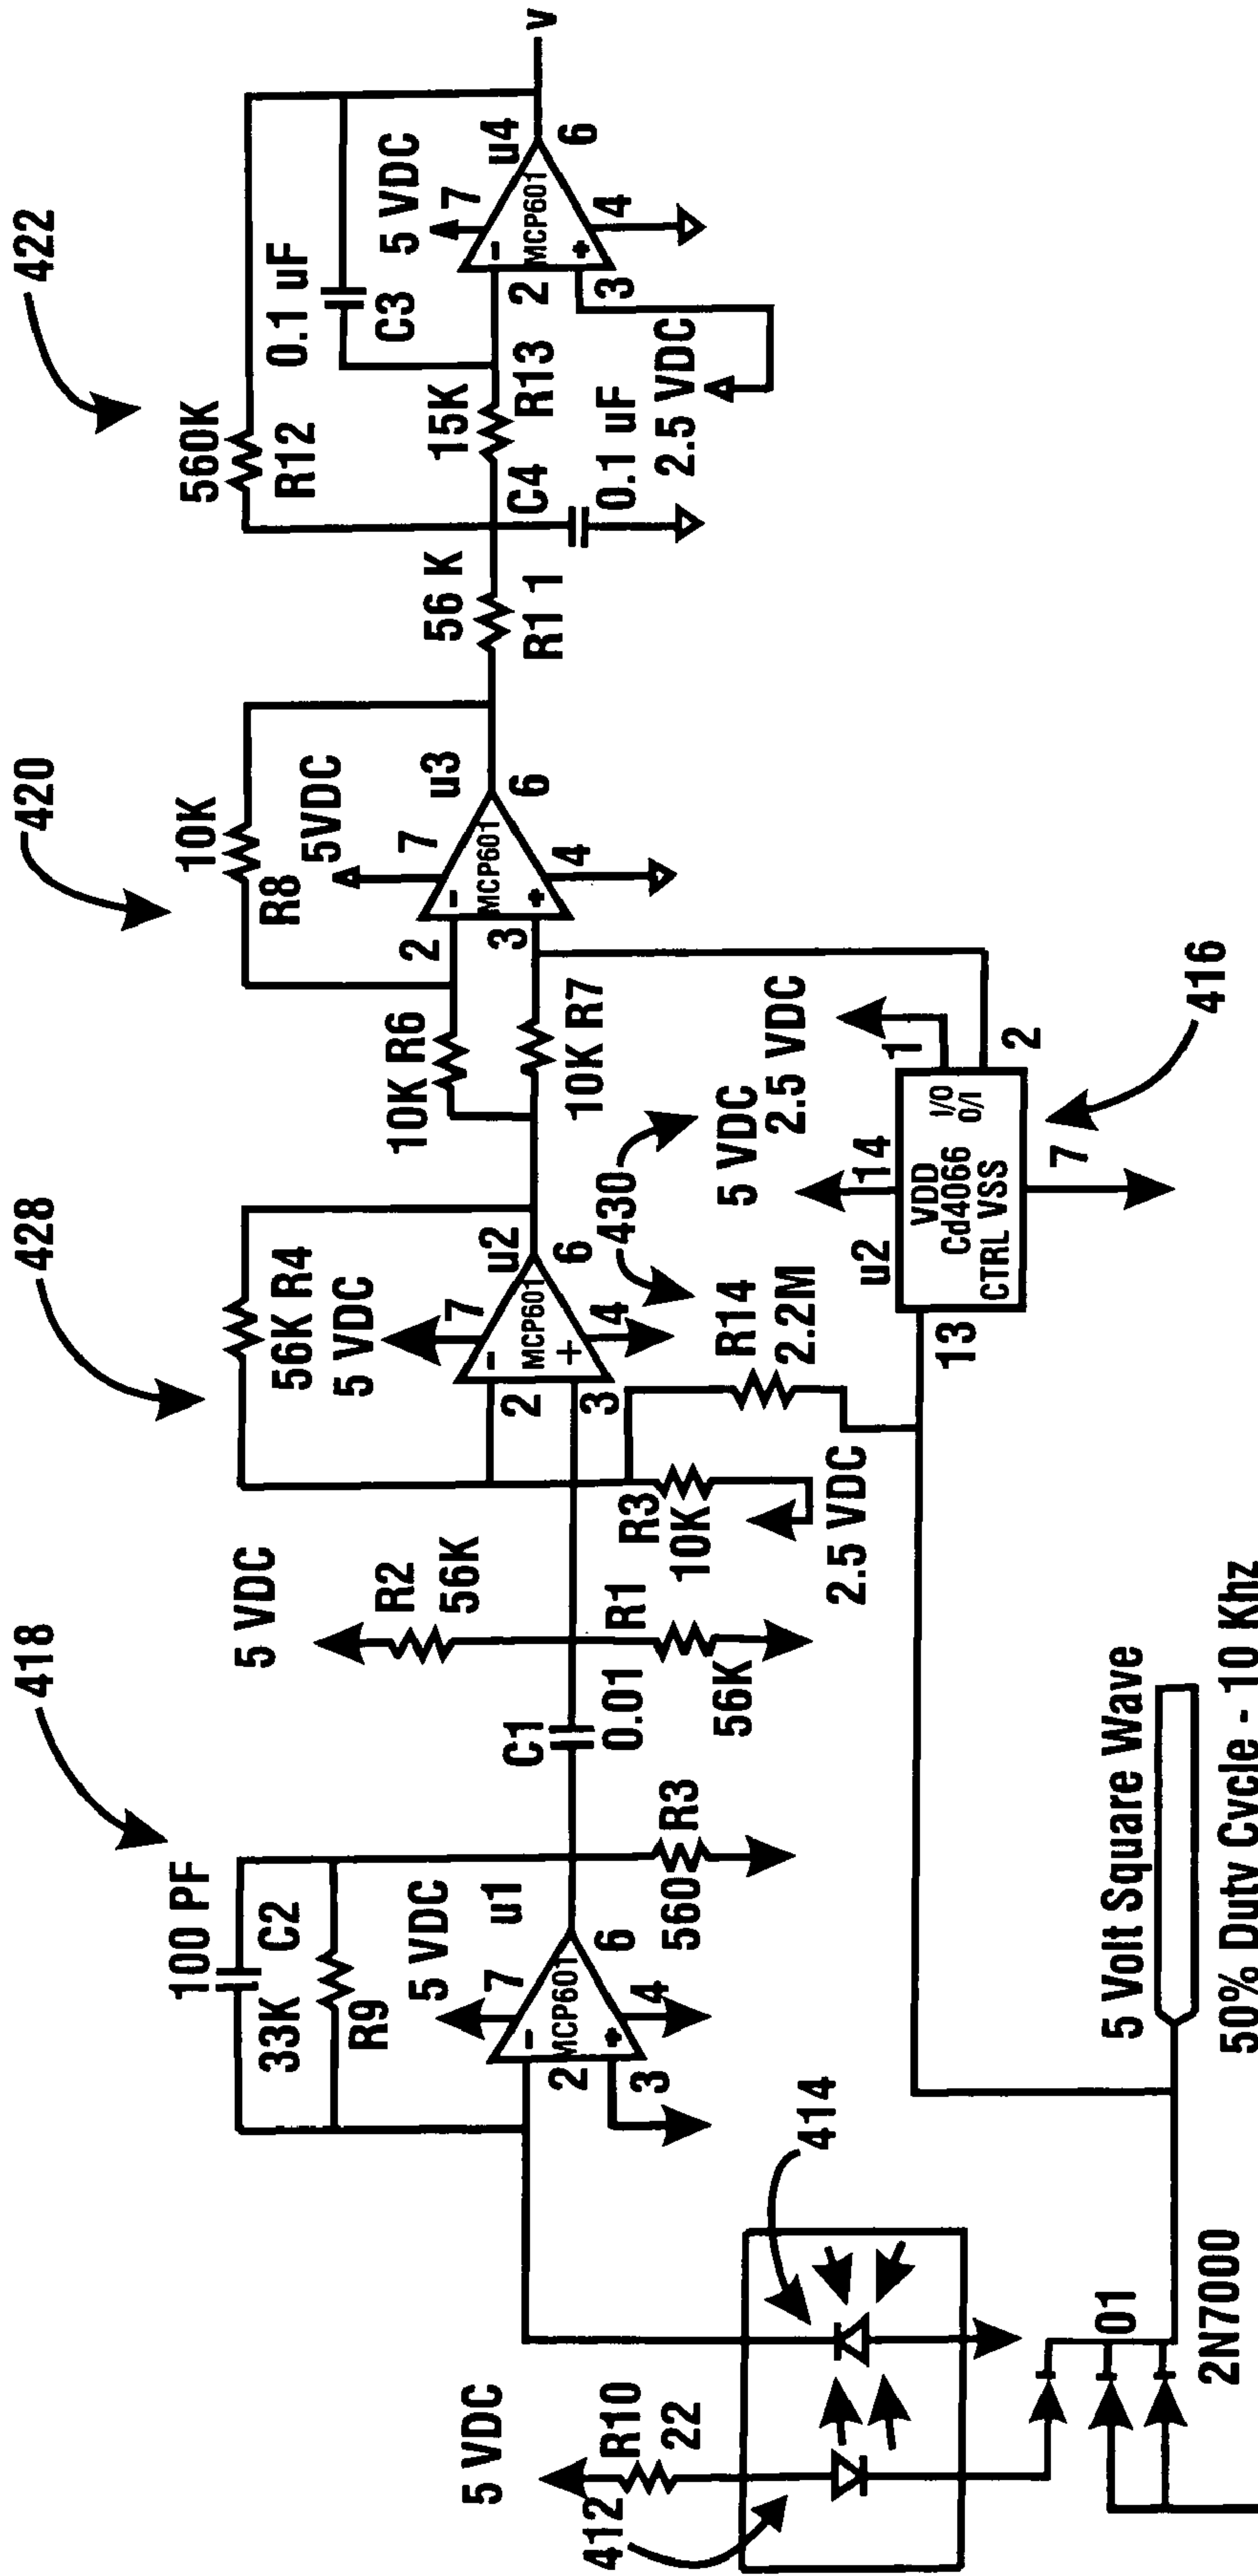 418
428
420
422
100 PF
33K C2
R9
5 VDC
u1
7
2
MCP601
-
+
3
4
6
560 R3
C1
0.01
5 VDC
R2
56K
R1
56K
56K R4
5 VDC
u2
7
2
MCP601
-
+
3
4
6
R3
10K
2.5 VDC
R14
2.2M
430
10K R6
10K R7
10K
R8
5VDC
u3
7
2
MCP601
-
+
3
4
6
56 K
R1 1
560K
R12
0.1 uF
C3
15K
R13
C4
0.1 uF
2.5 VDC
5 VDC
u4
7
2
MCP601
-
+
3
4
6
V
5 VDC
2.5 VDC
u2
14
1
VDD
I/O
Cd4066
O/I
CTRL VSS
13
2
7
416
5 VDC
R10
22
412
414
O1
2N7000
5 Volt Square Wave
50% Duty Cycle - 10 Khz